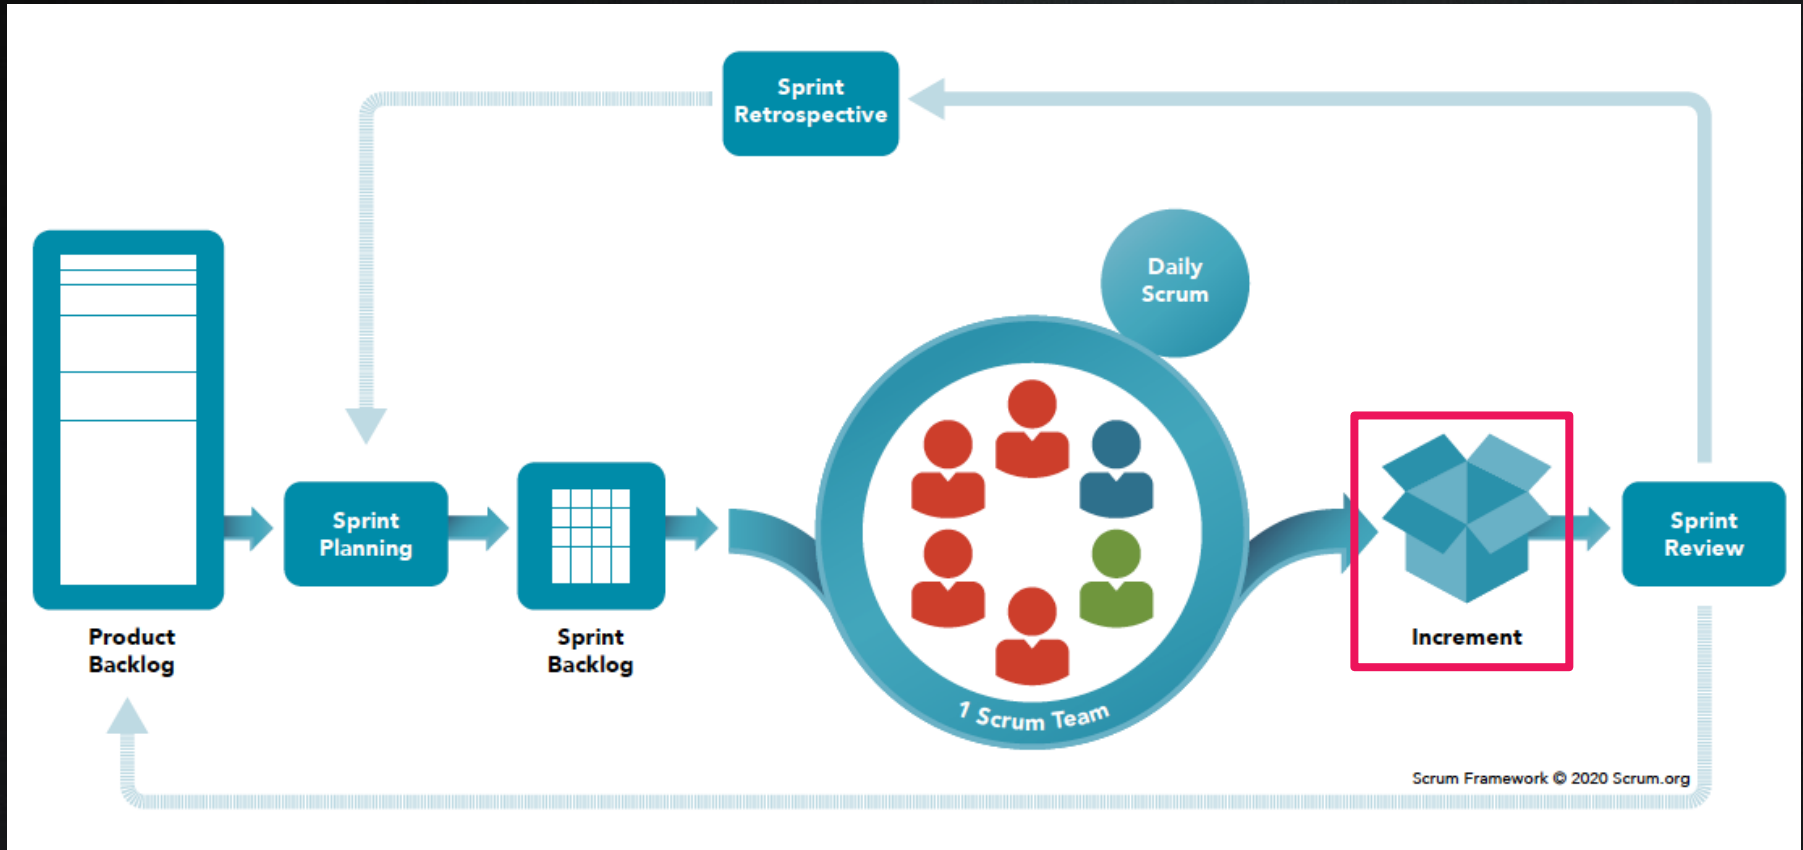 Sprint
Retrospective
Daily
Scrum
Sprint
Planning
Sprint
Review
Product
Backlog
Sprint
Backlog
Increment
1 Scrum Team
Scrum Framework © 2020 Scrum.org